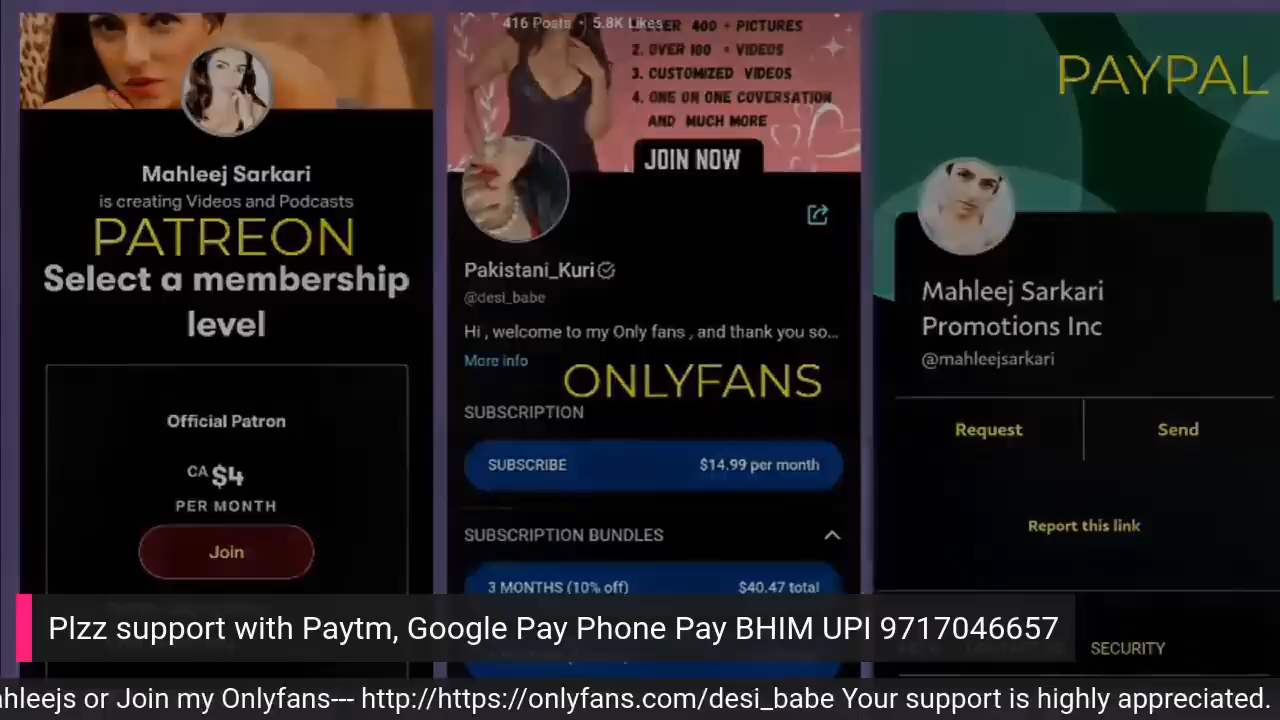 Mahleej Sarkari
is creating Videos and Podcasts
PATREON
Select a membership
level
Official Patron
CA $4
PER MONTH
Join
416 Posts • 5.8K Likes
1. OVER 400 + PICTURES
2. OVER 100 + VIDEOS
3. CUSTOMIZED VIDEOS
4. ONE ON ONE COVERSATION
AND MUCH MORE
JOIN NOW
Pakistani_Kuri
@desi_babe
Hi , welcome to my Only fans , and thank you so...
More info
ONLYFANS
SUBSCRIPTION
SUBSCRIBE $14.99 per month
SUBSCRIPTION BUNDLES
3 MONTHS (10% off) $40.47 total
PAYPAL
Mahleej Sarkari
Promotions Inc
@mahleejsarkari
Request Send
Report this link
SECURITY
Plzz support with Paytm, Google Pay Phone Pay BHIM UPI 9717046657
ahleejs or Join my Onlyfans--- http://https://onlyfans.com/desi_babe Your support is highly appreciated.